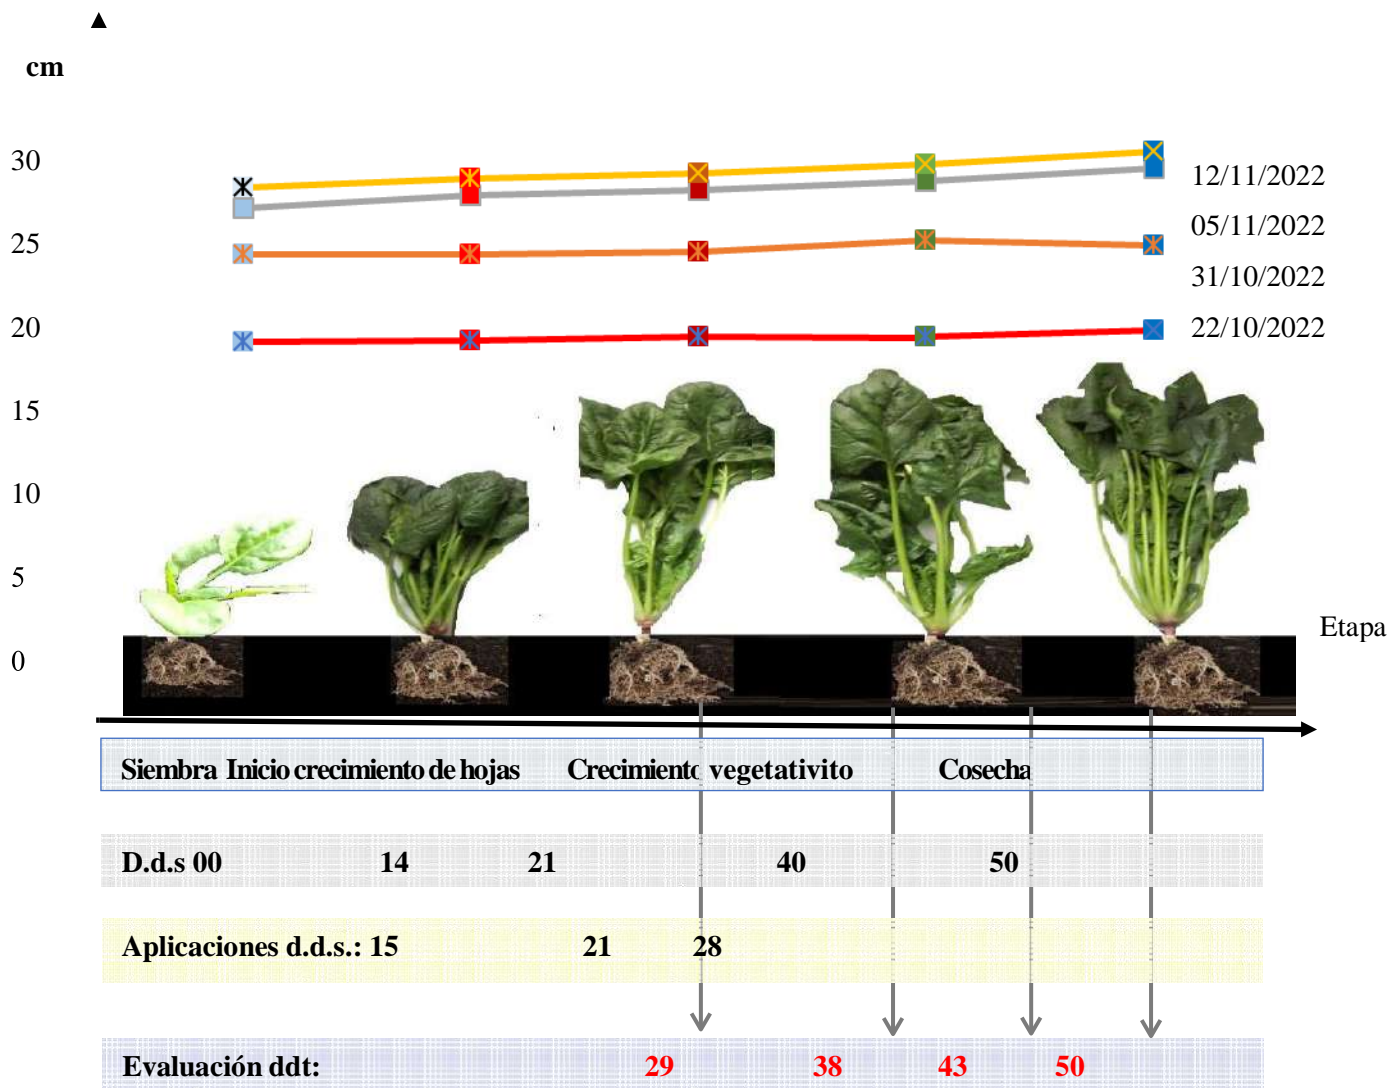 cm
30
12/11/2022
05/11/2022
25
31/10/2022
20
22/10/2022
15
10
5
Etapa
0
Siembra Inicio crecimiento de hojas Crecimiento vegetativito Cosecha
D.d.s 00 14 21 40 50
Aplicaciones d.d.s.: 15 21 28
Evaluación ddt: 29 38 43 50